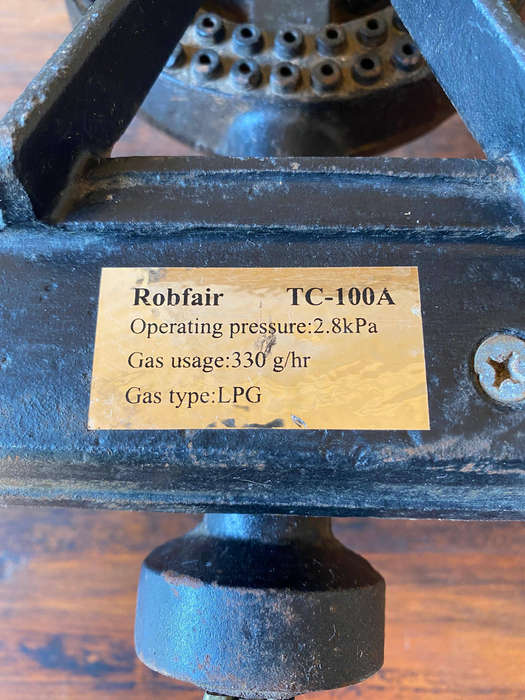 Robfair TC-100A
Operating pressure:2.8kPa
Gas usage:330 g/hr
Gas type:LPG